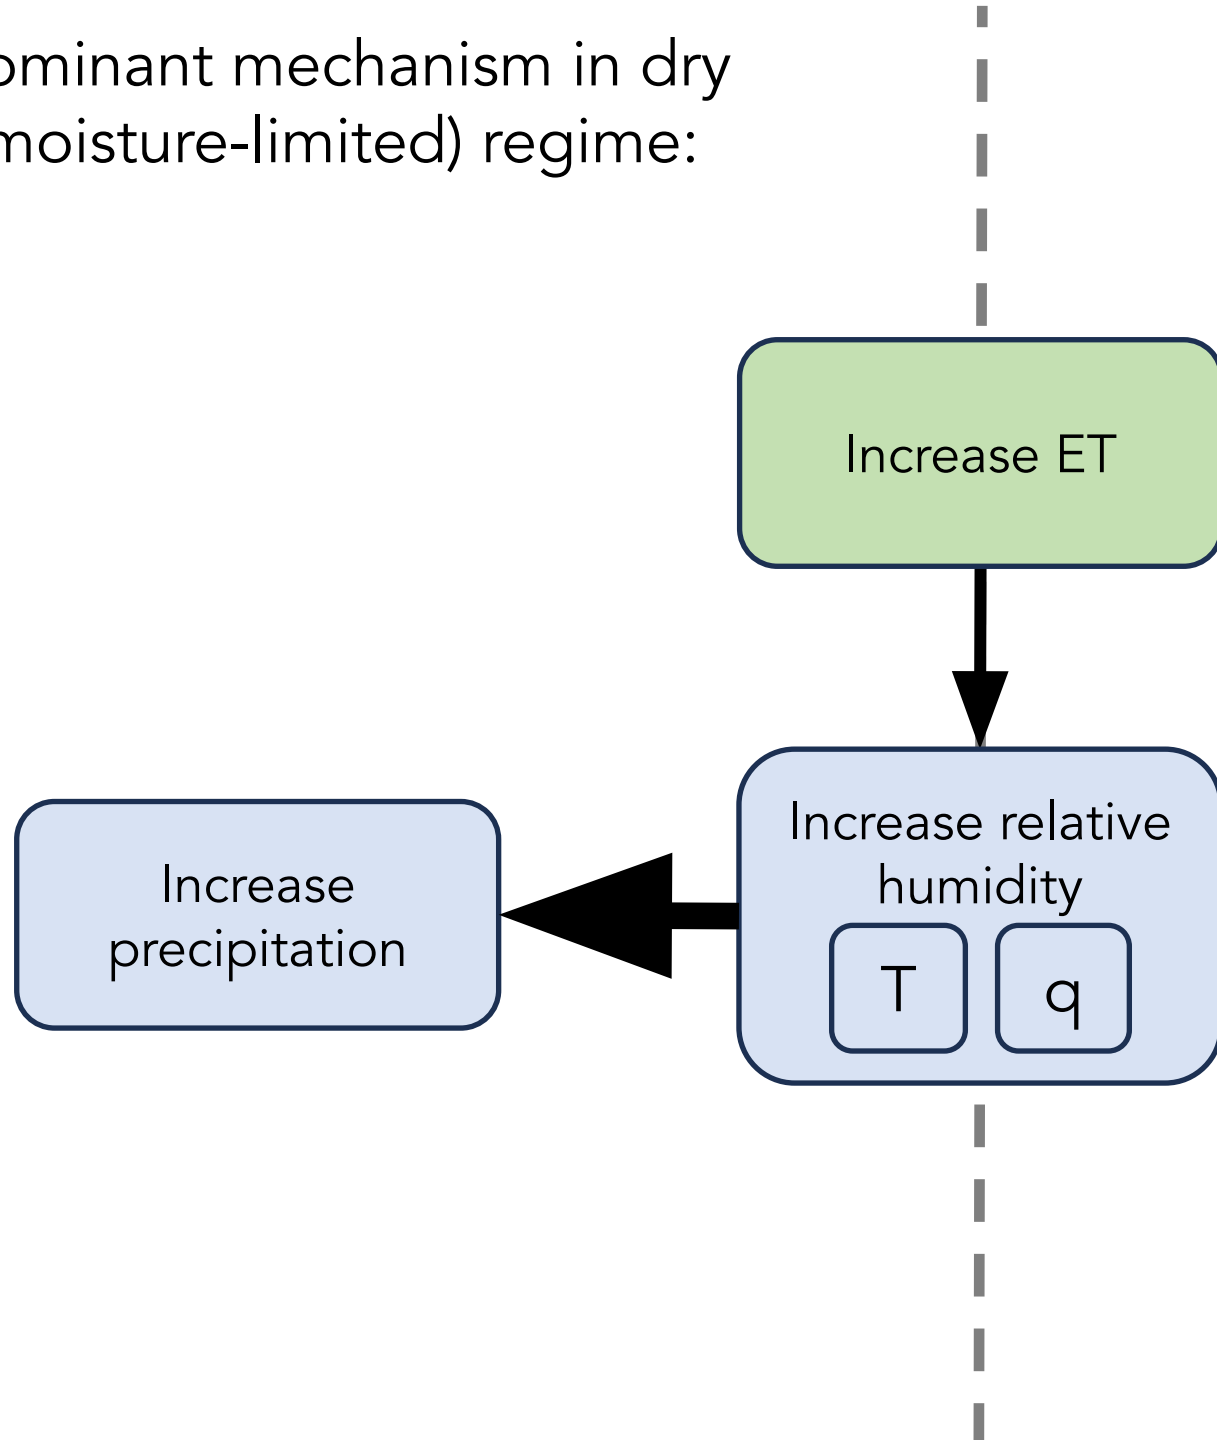 ominant mechanism in dry
moisture-limited) regime:
Increase ET
Increase relative
humidity
T q
Increase
precipitation